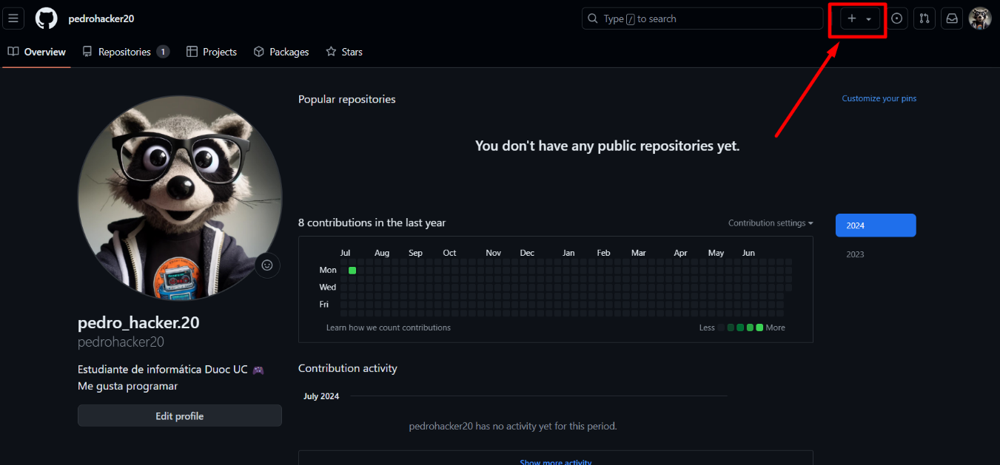 pedrohacker20
Type / to search
Overview
Repositories 1
Projects
Packages
Stars
Popular repositories
Customize your pins
You don't have any public repositories yet.
8 contributions in the last year
Contribution settings
2024
2023
Jul Aug Sep Oct Nov Dec Jan Feb Mar Apr May Jun
Mon
Wed
Fri
Learn how we count contributions
Less More
pedro_hacker.20
pedrohacker20
Estudiante de informática Duoc UC 🎮
Me gusta programar
Edit profile
Contribution activity
July 2024
pedrohacker20 has no activity yet for this period.
Show more activity